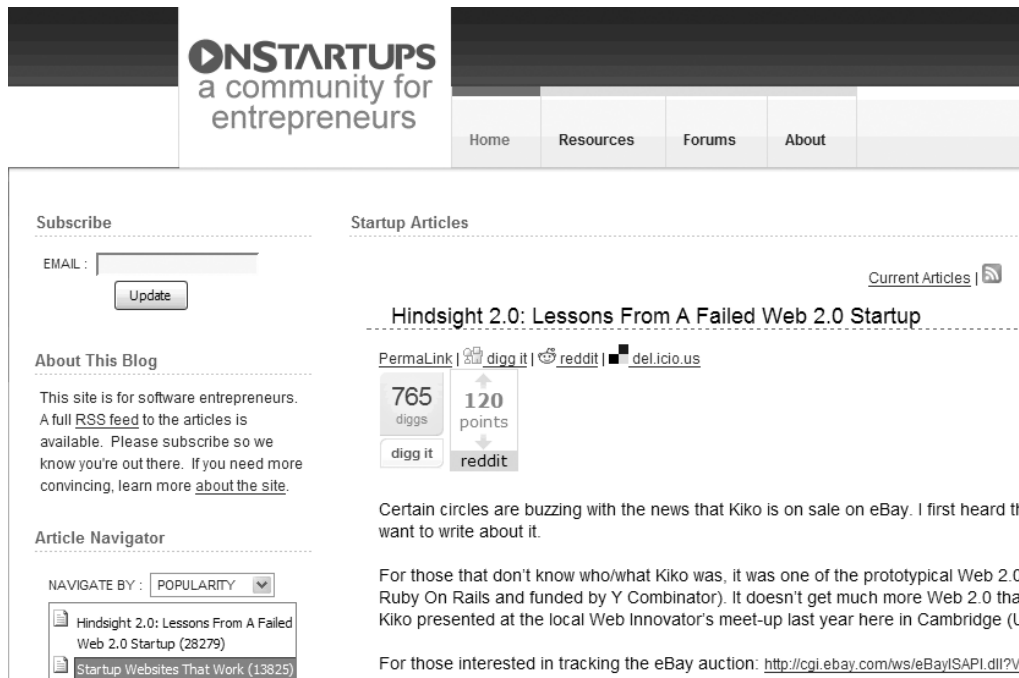 ONSTARTUPS
a community for
entrepreneurs
Home
Resources
Forums
About
Subscribe
EMAIL :
Update
About This Blog
This site is for software entrepreneurs.
A full RSS feed to the articles is
available. Please subscribe so we
know you're out there. If you need more
convincing, learn more about the site.
Article Navigator
NAVIGATE BY : POPULARITY
Hindsight 2.0: Lessons From A Failed
Web 2.0 Startup (28279)
Startup Websites That Work (13825)
Startup Articles
Current Articles |
Hindsight 2.0: Lessons From A Failed Web 2.0 Startup
PermaLink | digg it | reddit | del.icio.us
765
diggs
digg it
120
points
reddit
Certain circles are buzzing with the news that Kiko is on sale on eBay. I first heard
want to write about it.
For those that don't know who/what Kiko was, it was one of the prototypical Web 2.0
Ruby On Rails and funded by Y Combinator). It doesn't get much more Web 2.0
Kiko presented at the local Web Innovator's meet-up last year here in Cambridge
For those interested in tracking the eBay auction: http://cgi.ebay.com/ws/eBayISAPI.dll?V